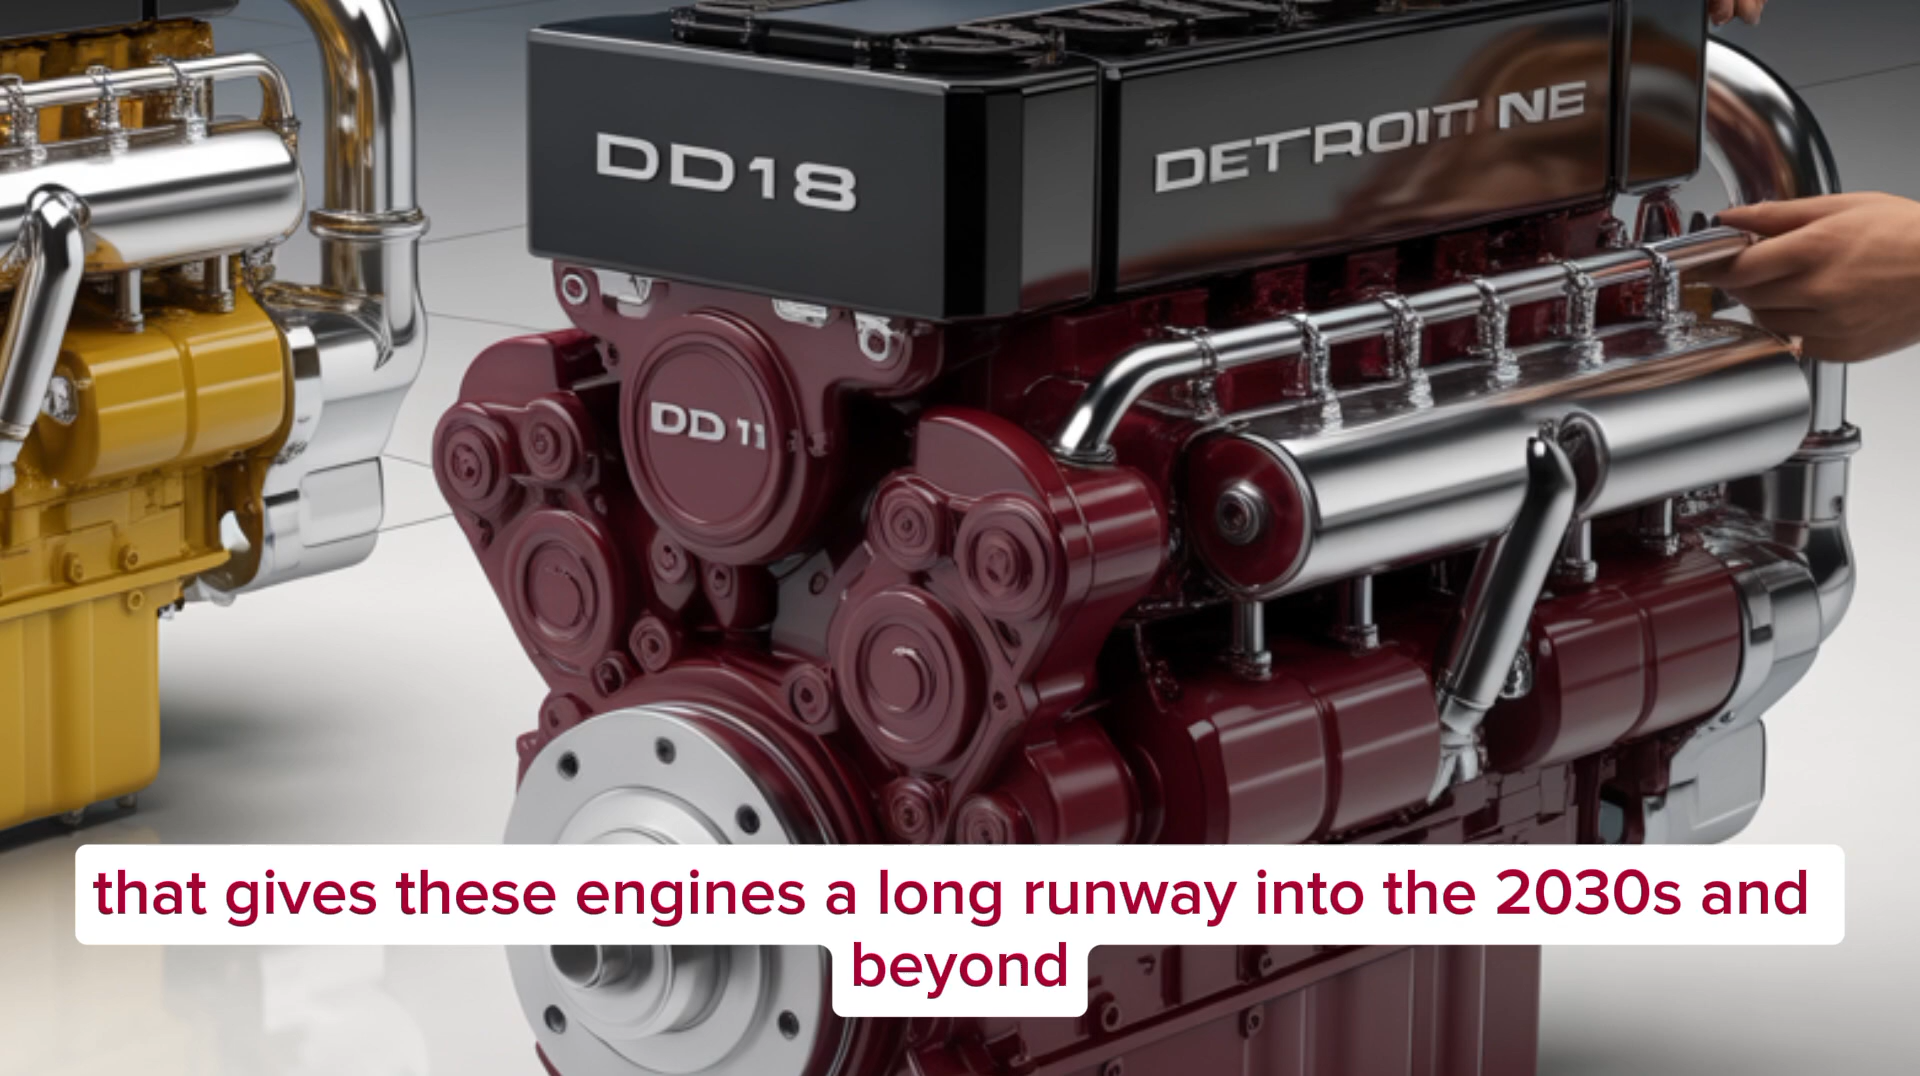 DD18
DETROIT NE
DD 11
that gives these engines a long runway into the 2030s and
beyond